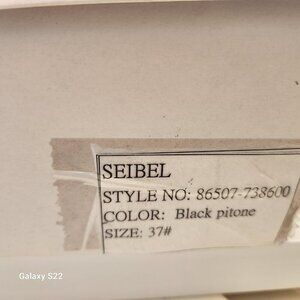 SEIBEL
STYLE NO: 86507-738600
COLOR: Black pitone
SIZE: 37#
Galaxy S22